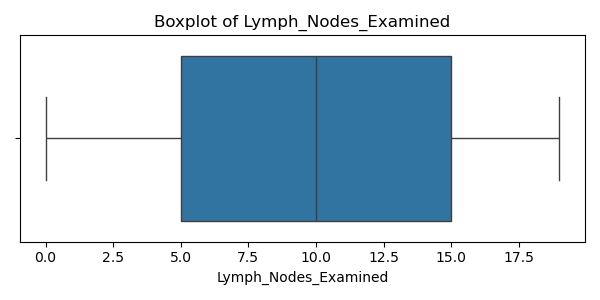 Boxplot of Lymph_Nodes_Examined
0.0 2.5 5.0 7.5 10.0 12.5 15.0 17.5
Lymph_Nodes_Examined